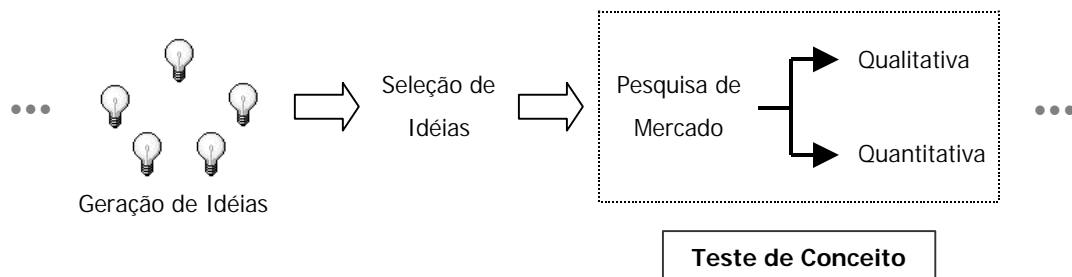 Geração de Idéias
Seleção de
Idéias
Pesquisa de
Mercado
Qualitativa
Quantitativa
Teste de Conceito